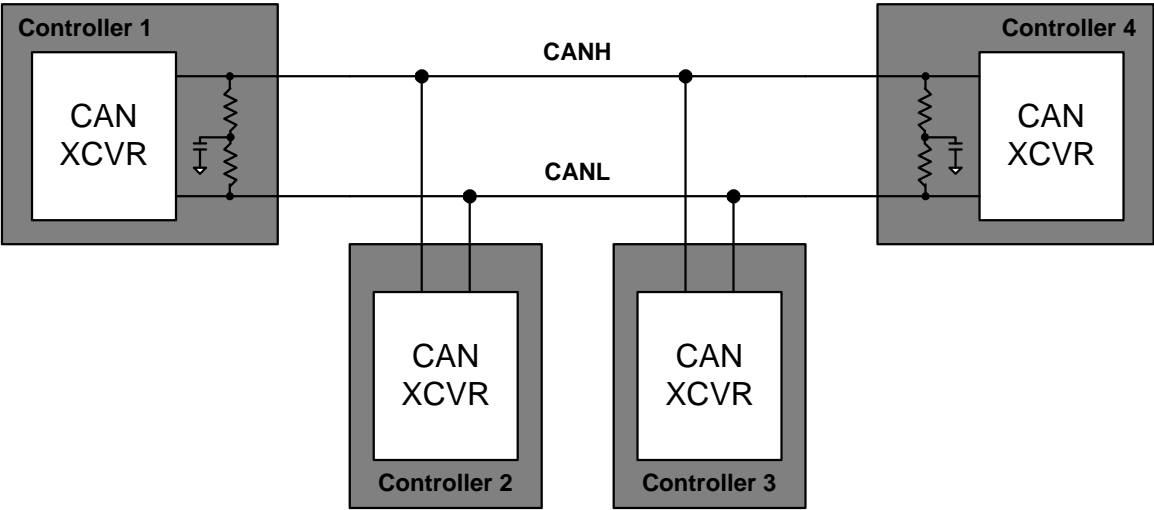 Controller 1
Controller 4
CANH
CAN
XCVR
CAN
XCVR
CANL
CAN
XCVR
CAN
XCVR
Controller 2
Controller 3